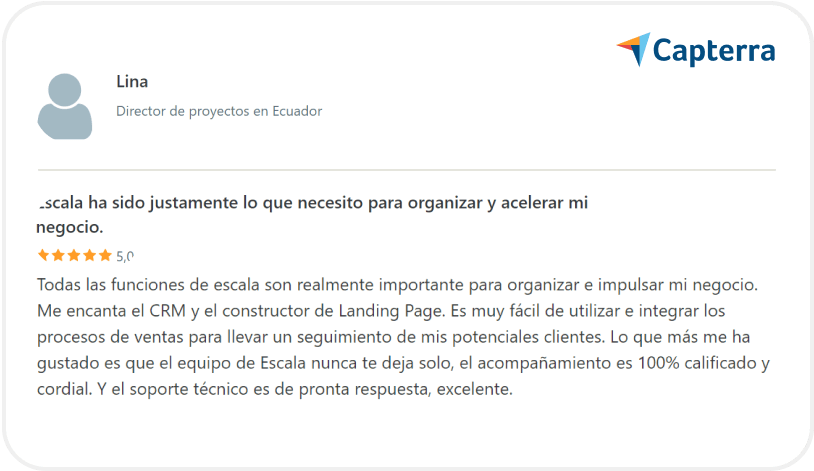 Capterra
Lina
Director de proyectos en Ecuador
Escala ha sido justamente lo que necesito para organizar y acelerar mi
negocio.
5,0
Todas las funciones de escala son realmente importante para organizar e impulsar mi negocio.
Me encanta el CRM y el constructor de Landing Page. Es muy fácil de utilizar e integrar los
procesos de ventas para llevar un seguimiento de mis potenciales clientes. Lo que más me ha
gustado es que el equipo de Escala nunca te deja solo, el acompañamiento es 100% calificado y
cordial. Y el soporte técnico es de pronta respuesta, excelente.